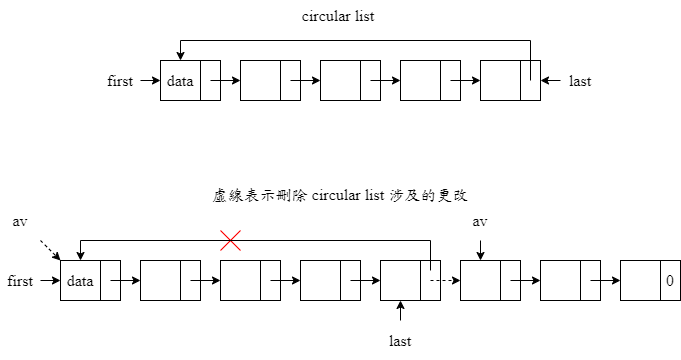 circular list
first data last
虛線表示刪除 circular list 涉及的更改
av av
first data 0
last